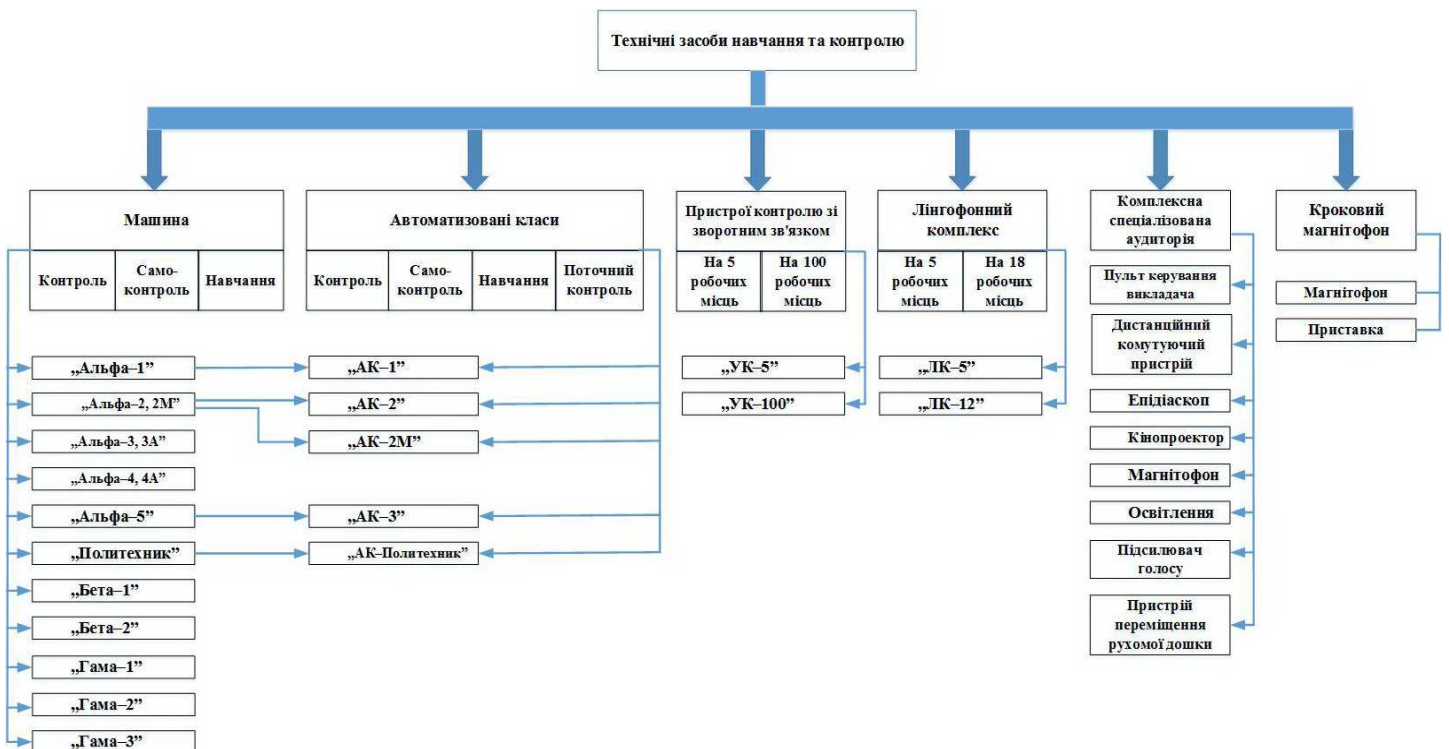 Технічні засоби навчання та контролю
Машина
Контроль
Само-
контроль
Навчання
„Альфа–1”
„Альфа–2, 2М”
„Альфа–3, 3А”
„Альфа–4, 4А”
„Альфа–5”
„Политехник”
„Бета–1”
„Бета–2”
„Гама–1”
„Гама–2”
„Гама–3”
Автоматизовані класи
Контроль
Само-
контроль
Навчання
Поточний
контроль
„АК–1”
„АК–2”
„АК–2М”
„АК–3”
„АК–Политехник”
Пристрої контролю зі
зворотним зв'язком
На 5
робочих
місць
На 100
робочих
місць
„УК–5”
„УК–100”
Лінгофонний
комплекс
На 5
робочих
місць
На 18
робочих
місць
„ЛК–5”
„ЛК–12”
Комплексна
спеціалізована
аудиторія
Пульт керування
викладача
Дистанційний
комутуючий
пристрій
Епідіаскоп
Кінопроектор
Магнітофон
Освітлення
Підсилювач
голосу
Пристрій
переміщення
рухомої дошки
Кроковий
магнітофон
Магнітофон
Приставка